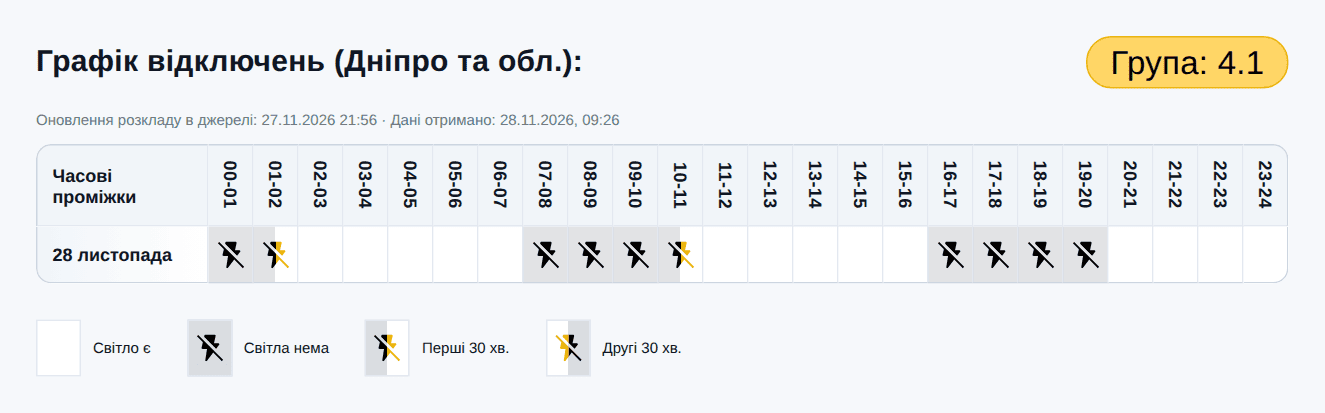 Графік відключень (Дніпро та обл.):
Група: 4.1
Оновлення розкладу в джерелі: 27.11.2026 21:56 · Дані отримано: 28.11.2026, 09:26
Часові
проміжки
00-01 01-02 02-03 03-04 04-05 05-06 06-07 07-08 08-09 09-10 10-11 11-12 12-13 13-14 14-15 15-16 16-17 17-18 18-19 19-20 20-21 21-22 22-23 23-24
28 листопада
Світло є
Світла нема
Перші 30 хв.
Другі 30 хв.